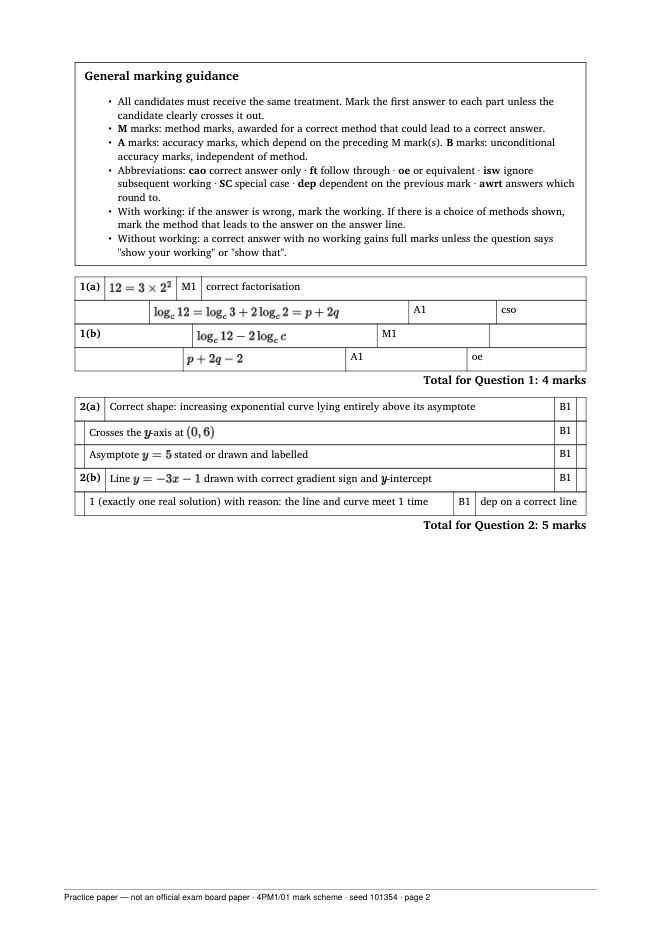 General marking guidance
• All candidates must receive the same treatment. Mark the first answer to each part unless the
candidate clearly crosses it out.
• M marks: method marks, awarded for a correct method that could lead to a correct answer.
• A marks: accuracy marks, which depend on the preceding M mark(s). B marks: unconditional
accuracy marks, independent of method.
• Abbreviations: cao correct answer only · ft follow through · oe or equivalent · isw ignore
subsequent working · SC special case · dep dependent on the previous mark · awrt answers which
round to.
• With working: if the answer is wrong, mark the working. If there is a choice of methods shown,
mark the method that leads to the answer on the answer line.
• Without working: a correct answer with no working gains full marks unless the question says
"show your working" or "show that".
1(a) 12 = 3 × 2² M1 correct factorisation
log_c 12 = log_c 3 + 2 log_c 2 = p + 2q A1 cso
1(b) log_c 12 − 2 log_c c M1
p + 2q − 2 A1 oe
Total for Question 1: 4 marks
2(a) Correct shape: increasing exponential curve lying entirely above its asymptote B1
Crosses the y-axis at (0, 6) B1
Asymptote y = 5 stated or drawn and labelled B1
2(b) Line y = −3x − 1 drawn with correct gradient sign and y-intercept B1
1 (exactly one real solution) with reason: the line and curve meet 1 time B1 dep on a correct line
Total for Question 2: 5 marks
Practice paper — not an official exam board paper · 4PM1/01 mark scheme · seed 101354 · page 2